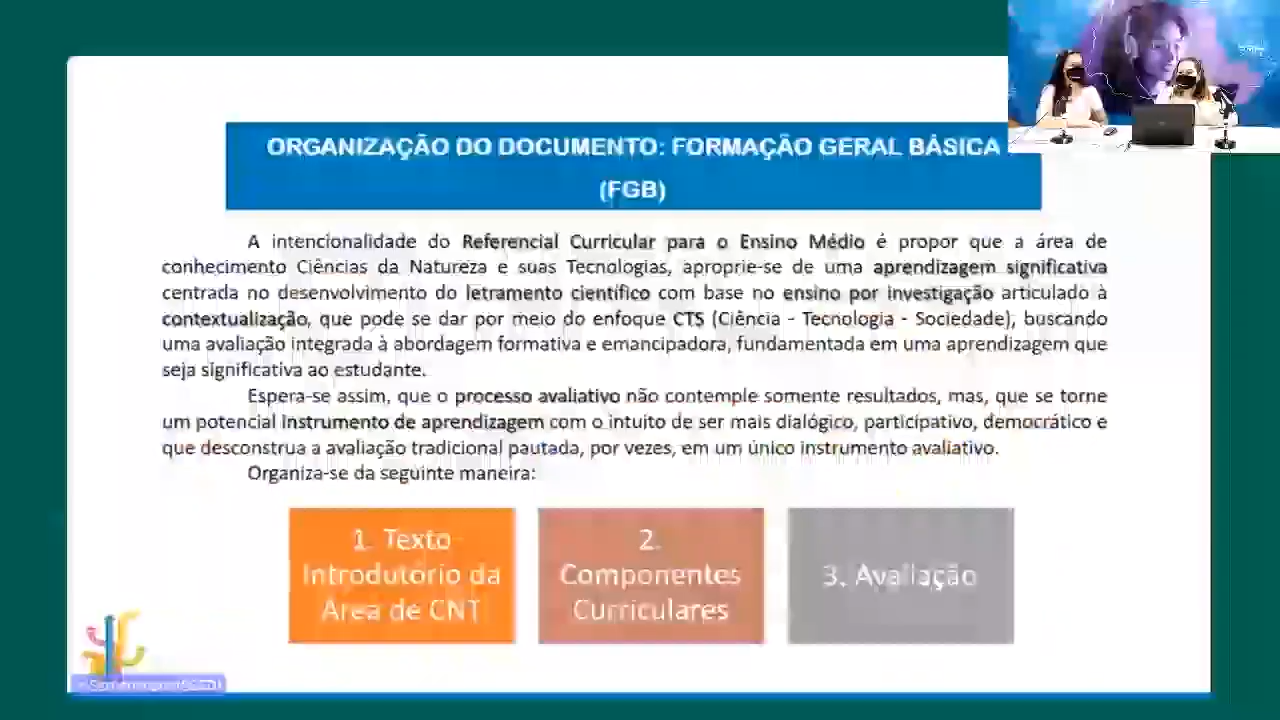 ORGANIZAÇÃO DO DOCUMENTO: FORMAÇÃO GERAL BÁSICA
(FGB)
A intencionalidade do Referencial Curricular para o Ensino Médio é propor que a área de
conhecimento Ciências da Natureza e suas Tecnologias, aproprie-se de uma aprendizagem significativa
centrada no desenvolvimento do letramento científico com base no ensino por investigação articulado à
contextualização, que pode se dar por meio do enfoque CTS (Ciência - Tecnologia - Sociedade), buscando
uma avaliação integrada à abordagem formativa e emancipadora, fundamentada em uma aprendizagem que
seja significativa ao estudante.
Espera-se assim, que o processo avaliativo não contemple somente resultados, mas, que se torne
um potencial instrumento de aprendizagem com o intuito de ser mais dialógico, participativo, democrático e
que desconstrua a avaliação tradicional pautada, por vezes, em um único instrumento avaliativo.
Organiza-se da seguinte maneira:
1. Texto
Introdutório da
Área de CNT
2.
Componentes
Curriculares
3. Avaliação